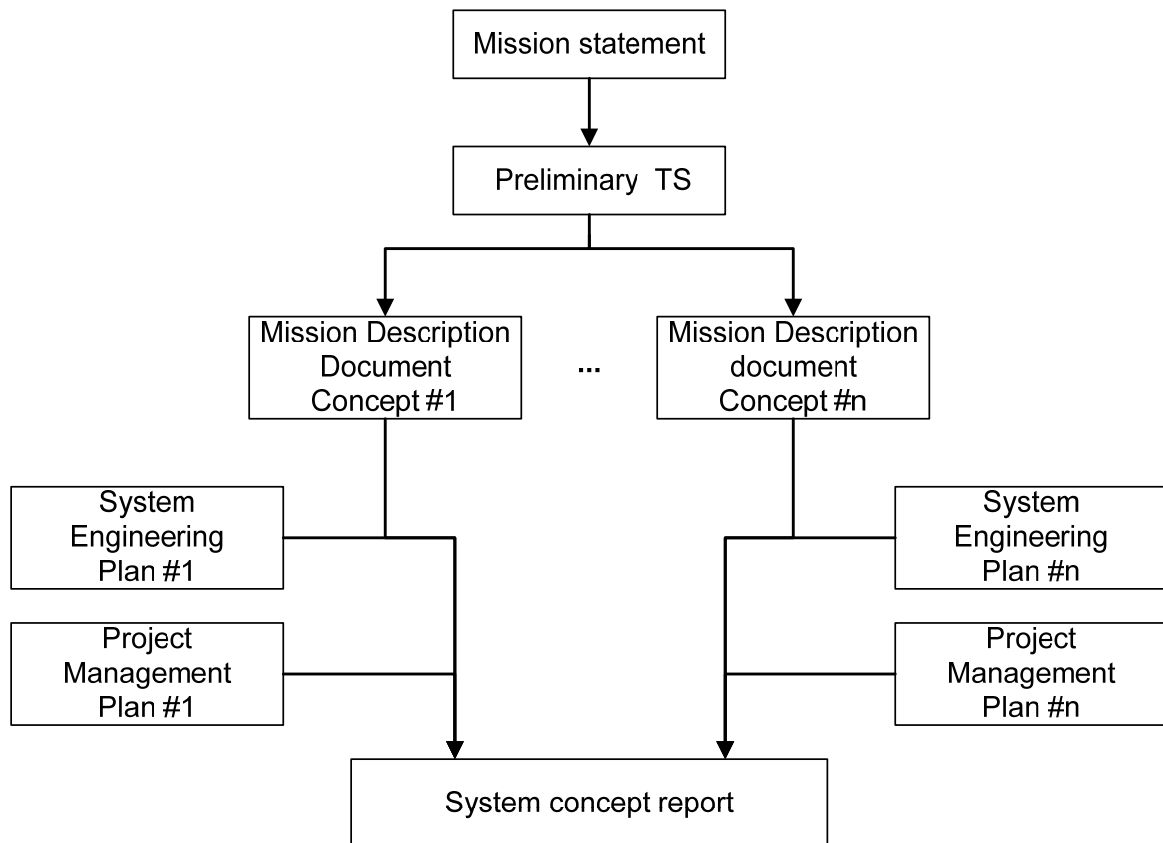 Mission statement
Preliminary TS
Mission Description
Document
Concept #1
...
Mission Description
document
Concept #n
System
Engineering
Plan #1
System
Engineering
Plan #n
Project
Management
Plan #1
Project
Management
Plan #n
System concept report